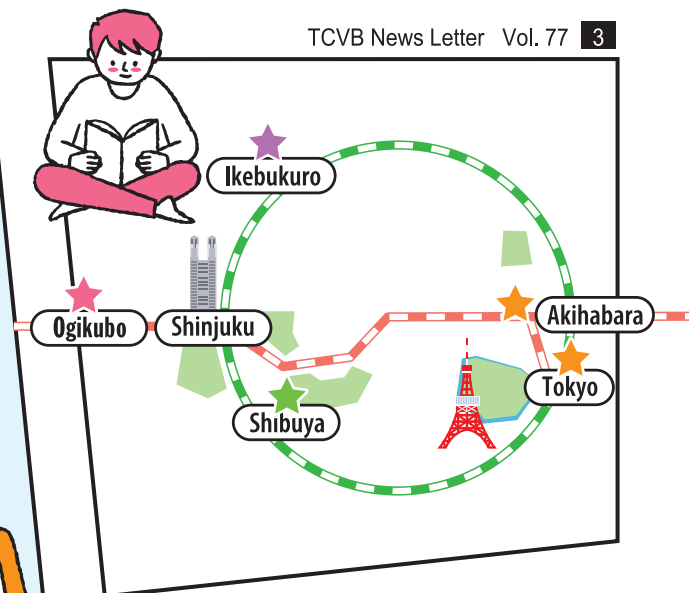 TCVB News Letter Vol. 77 3
Ikebukuro
Ogikubo
Shinjuku
Akihabara
Tokyo
Shibuya